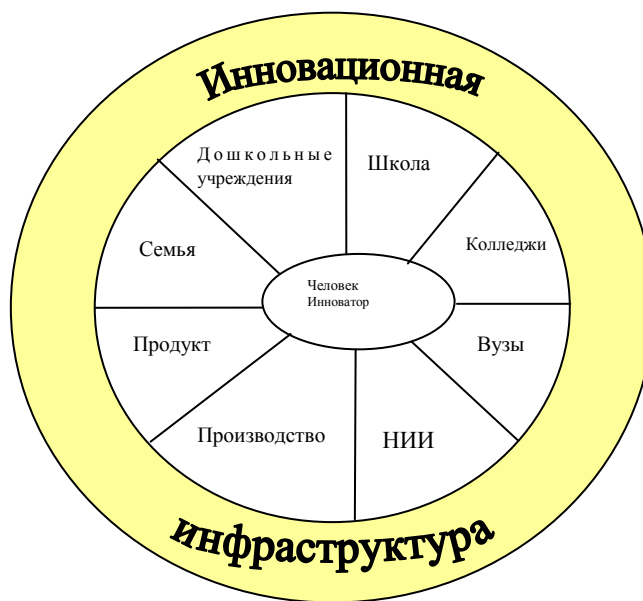 Инновационная
Дошкольные
учреждения
Школа
Семья
Колледжи
Человек
Инноватор
Продукт
Вузы
Производство
НИИ
инфраструктура